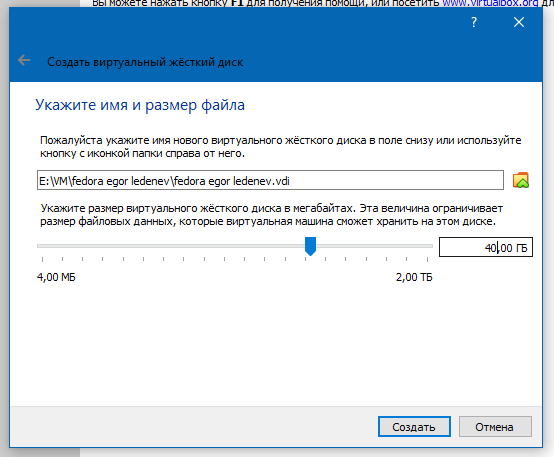 Вы можете нажать кнопку F1 для получения помощи, или посетить www.virtualbox.org
?
Создать виртуальный жёсткий диск
Укажите имя и размер файла
Пожалуйста укажите имя нового виртуального жёсткого диска в поле снизу или используйте
кнопку с иконкой папки справа от него.
E:\VM\fedora egor ledenev\fedora egor ledenev.vdi
Укажите размер виртуального жёсткого диска в мегабайтах. Эта величина ограничивает
размер файловых данных, которые виртуальная машина сможет хранить на этом диске.
40,00 ГБ
4,00 МБ 2,00 ТБ
Создать Отмена